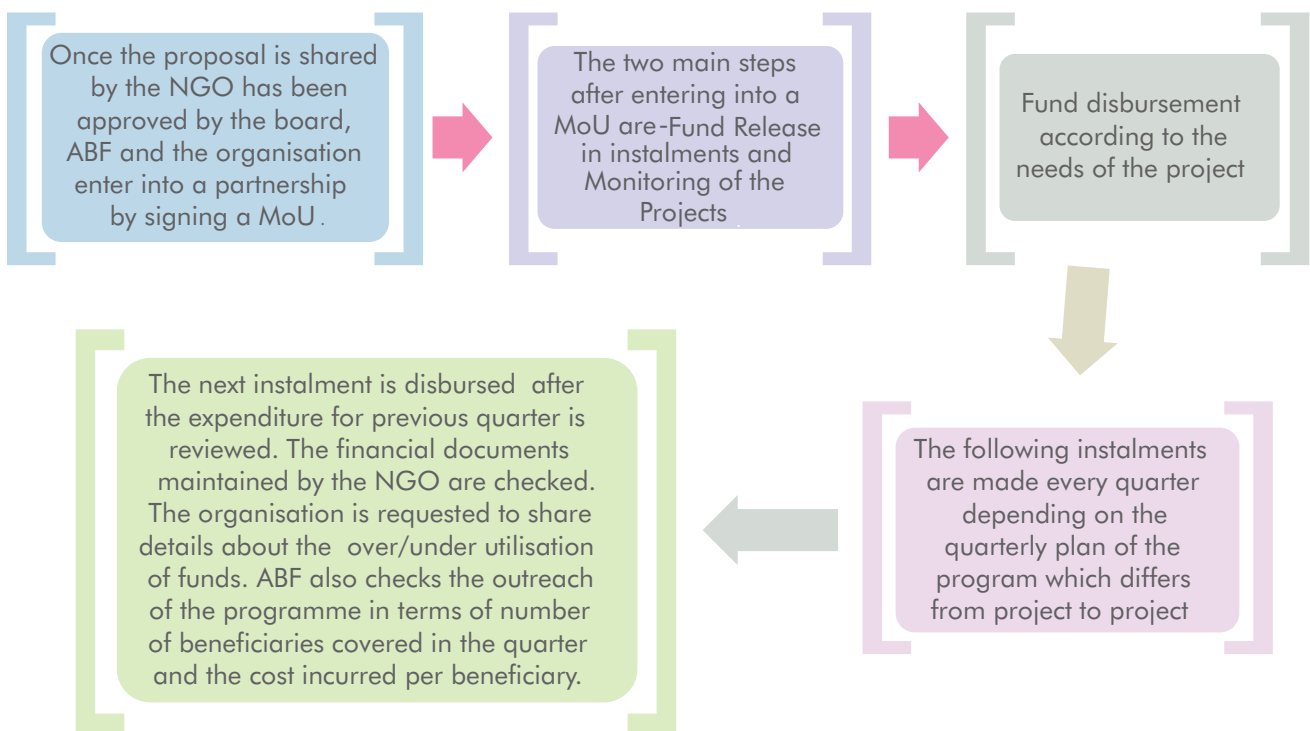 Once the proposal is shared
by the NGO has been
approved by the board,
ABF and the organisation
enter into a partnership
by signing a MoU .
The two main steps
after entering into a
MoU are-Fund Release
in instalments and
Monitoring of the
Projects .
Fund disbursement
according to the
needs of the project
The following instalments
are made every quarter
depending on the
quarterly plan of the
program which differs
from project to project
The next instalment is disbursed after
the expenditure for previous quarter is
reviewed. The financial documents
maintained by the NGO are checked.
The organisation is requested to share
details about the over/under utilisation
of funds. ABF also checks the outreach
of the programme in terms of number
of beneficiaries covered in the quarter
and the cost incurred per beneficiary.